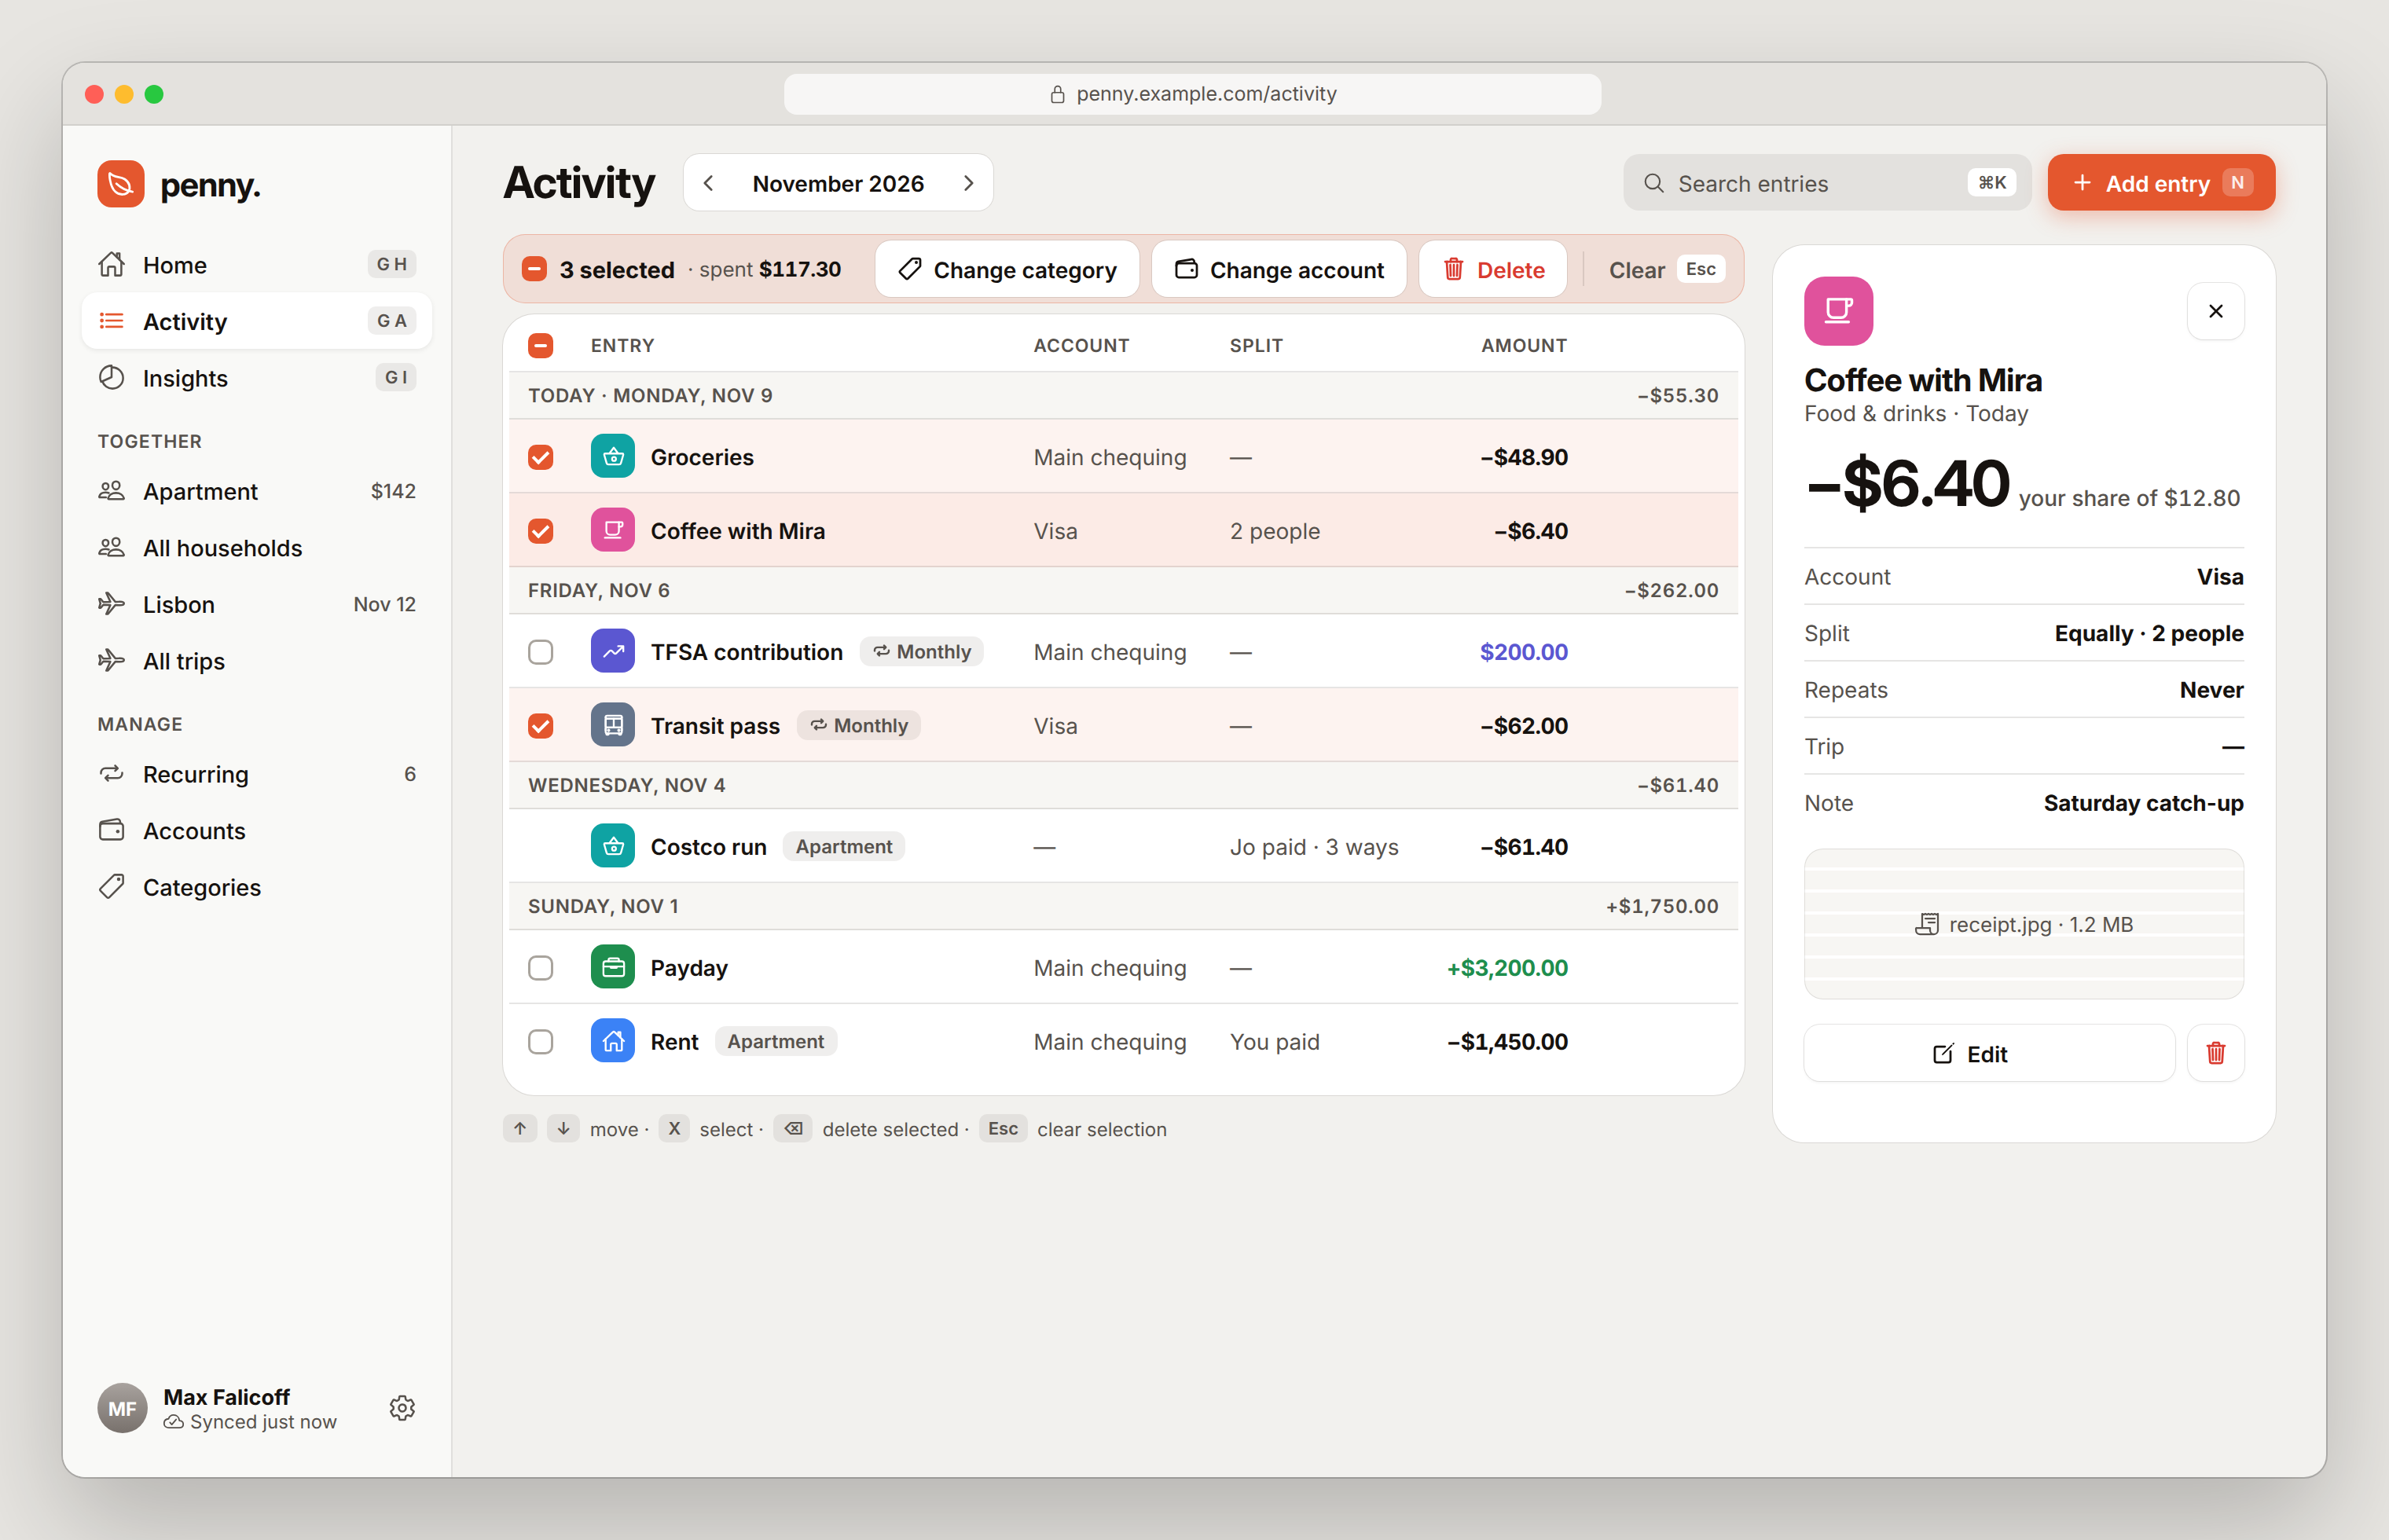 penny.example.com/activity
penny.
Home G H
Activity G A
Insights G I
TOGETHER
Apartment $142
All households
Lisbon Nov 12
All trips
MANAGE
Recurring 6
Accounts
Categories
MF Max Falicoff
Synced just now
Activity November 2026 Search entries ⌘K + Add entry N
3 selected · spent $117.30 Change category Change account Delete Clear Esc
ENTRY ACCOUNT SPLIT AMOUNT
TODAY · MONDAY, NOV 9 −$55.30
Groceries Main chequing — −$48.90
Coffee with Mira Visa 2 people −$6.40
FRIDAY, NOV 6 −$262.00
TFSA contribution Monthly Main chequing — $200.00
Transit pass Monthly Visa — −$62.00
WEDNESDAY, NOV 4 −$61.40
Costco run Apartment — Jo paid · 3 ways −$61.40
SUNDAY, NOV 1 +$1,750.00
Payday Main chequing — +$3,200.00
Rent Apartment Main chequing You paid −$1,450.00
↑ ↓ move · X select · ⌫ delete selected · Esc clear selection
Coffee with Mira
Food & drinks · Today
−$6.40 your share of $12.80
Account Visa
Split Equally · 2 people
Repeats Never
Trip —
Note Saturday catch-up
receipt.jpg · 1.2 MB
Edit